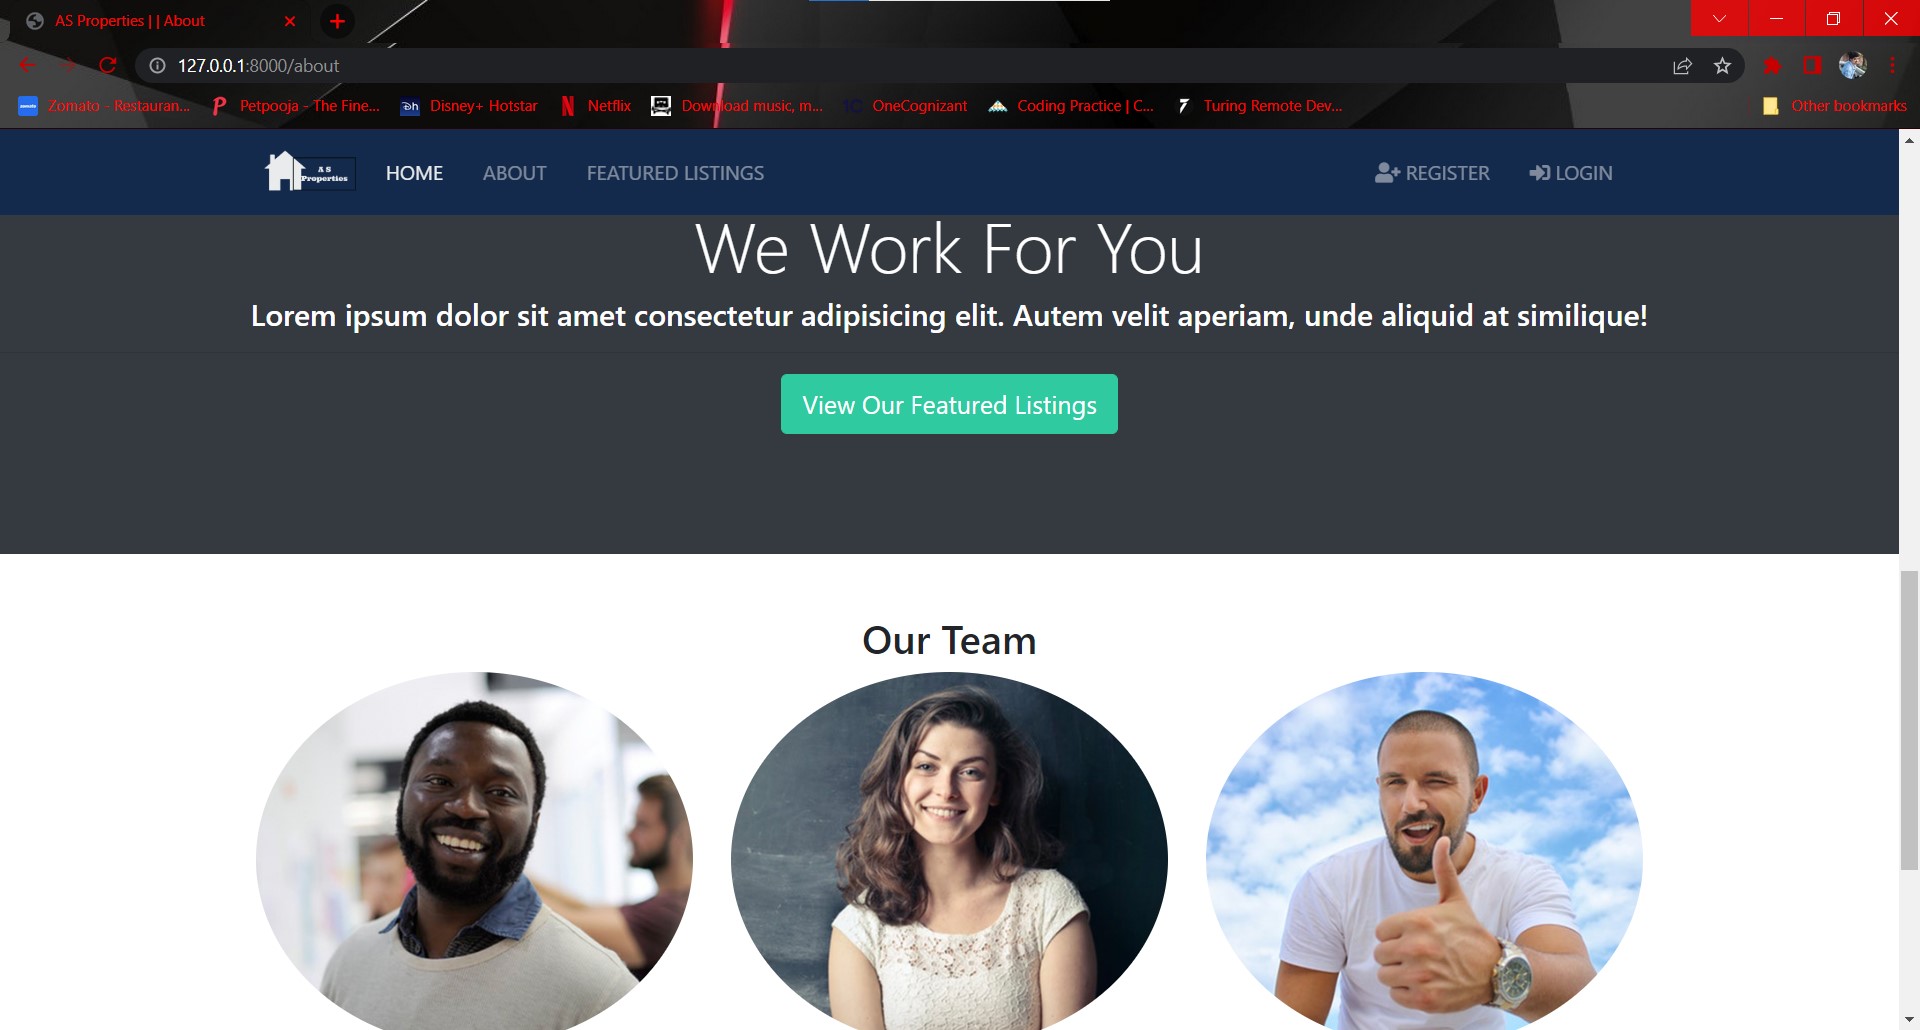 AS Properties | | About
127.0.0.1:8000/about
Zomato - Restauran...
Petpooja - The Fine...
Disney+ Hotstar
Netflix
Download music, m...
OneCognizant
Coding Practice | C...
Turing Remote Dev...
Other bookmarks
A S
Properties
HOME
ABOUT
FEATURED LISTINGS
REGISTER
LOGIN
We Work For You
Lorem ipsum dolor sit amet consectetur adipisicing elit. Autem velit aperiam, unde aliquid at similique!
View Our Featured Listings
Our Team